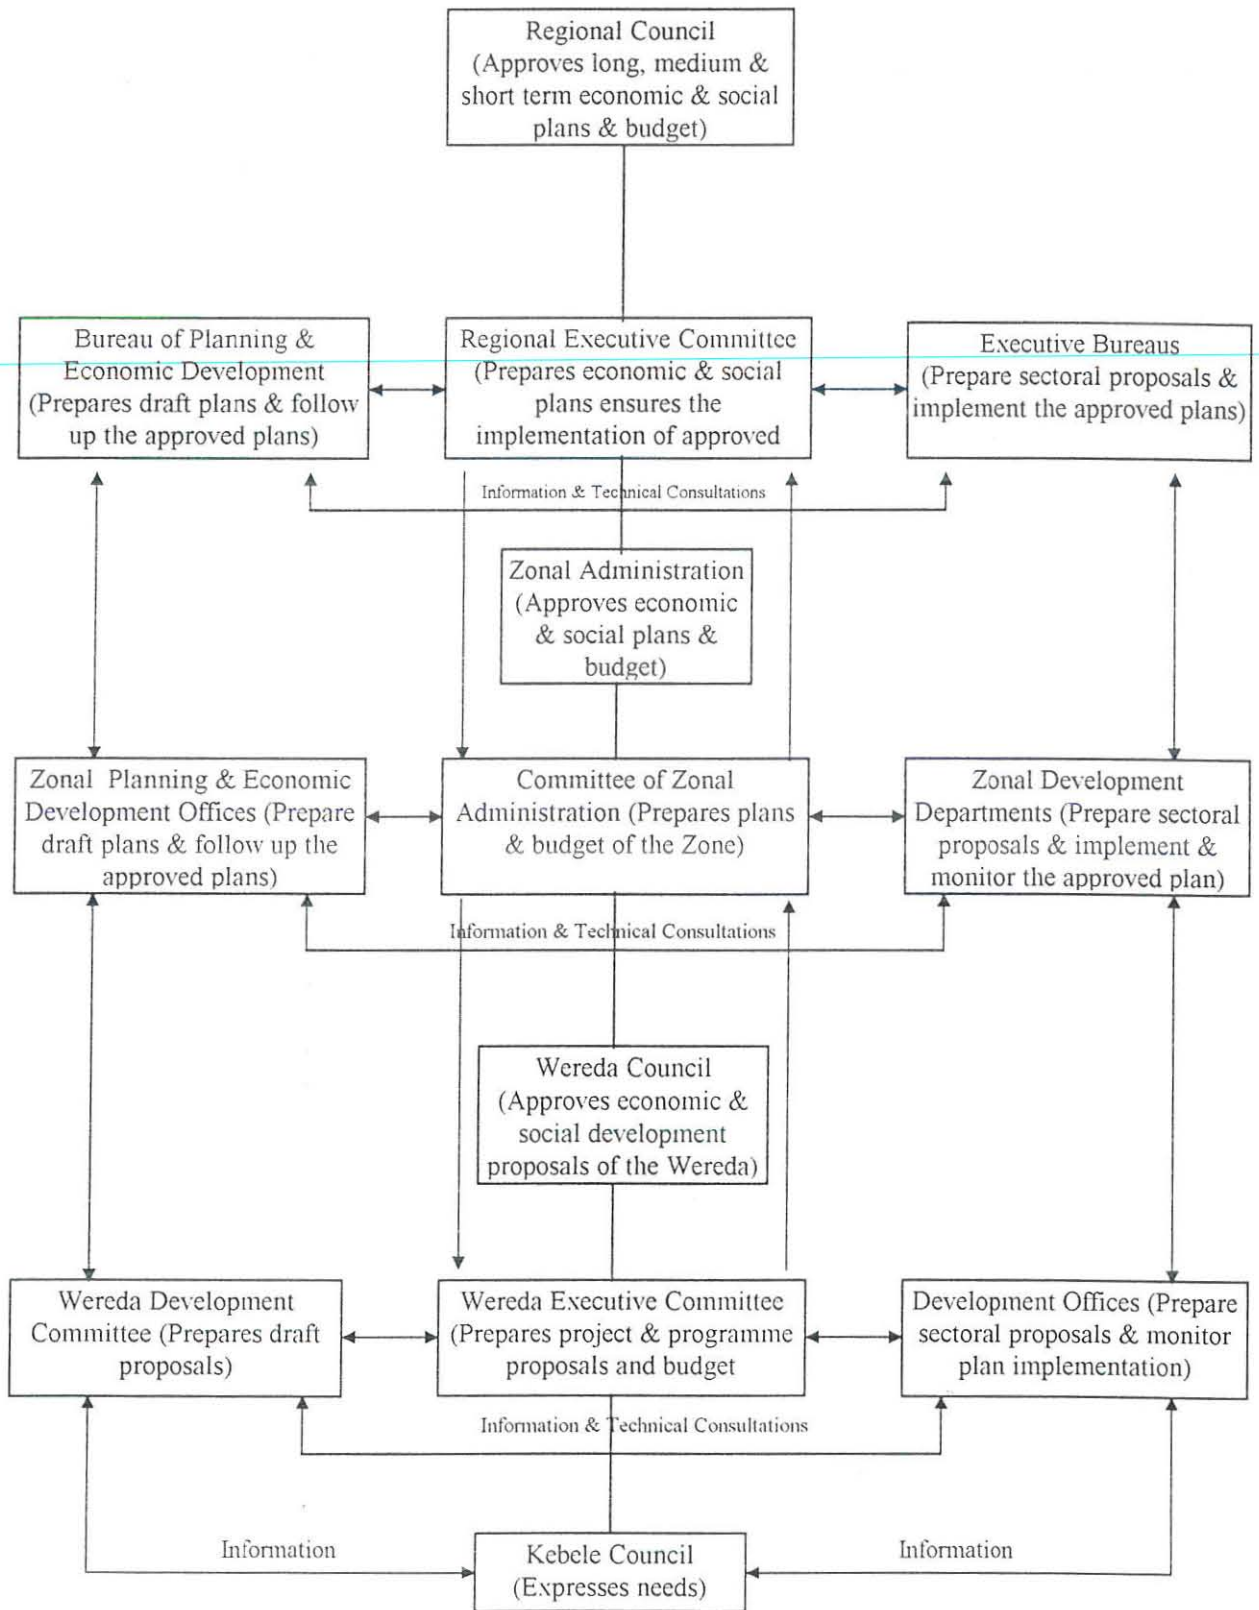 Regional Council
(Approves long, medium &
short term economic & social
plans & budget)
Bureau of Planning &
Economic Development
(Prepares draft plans & follow
up the approved plans)
Regional Executive Committee
(Prepares economic & social
plans ensures the
implementation of approved
Executive Bureaus
(Prepare sectoral proposals &
implement the approved plans)
Information & Technical Consultations
Zonal Administration
(Approves economic
& social plans &
budget)
Zonal Planning & Economic
Development Offices (Prepare
draft plans & follow up the
approved plans)
Committee of Zonal
Administration (Prepares plans
& budget of the Zone)
Zonal Development
Departments (Prepare sectoral
proposals & implement &
monitor the approved plan)
Information & Technical Consultations
Wereda Council
(Approves economic &
social development
proposals of the Wereda)
Wereda Development
Committee (Prepares draft
proposals)
Wereda Executive Committee
(Prepares project & programme
proposals and budget
Development Offices (Prepare
sectoral proposals & monitor
plan implementation)
Information & Technical Consultations
Information
Kebele Council
(Expresses needs)
Information